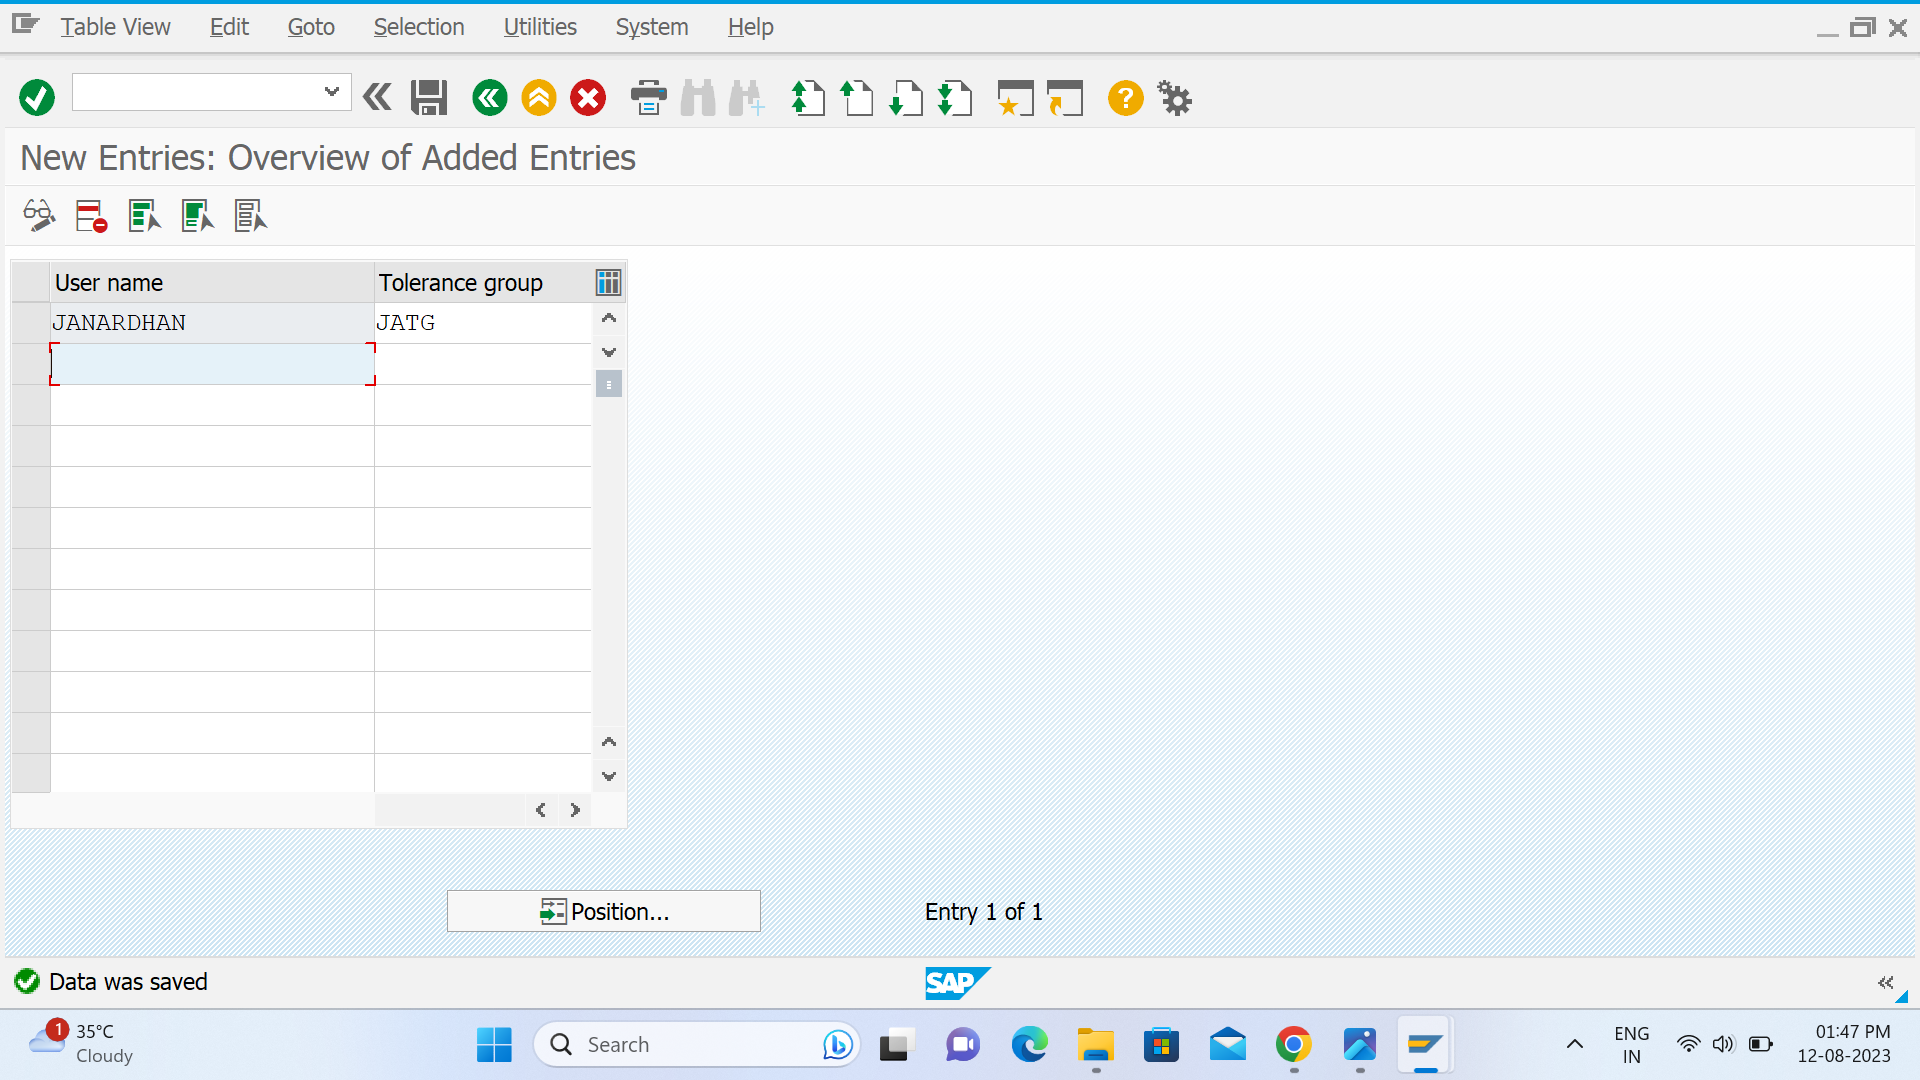 Table View Edit Goto Selection Utilities System Help
New Entries: Overview of Added Entries
User name Tolerance group
JANARDHAN JATG
Position... Entry 1 of 1
Data was saved SAP
1 35°C
Cloudy
Search
ENG
IN
01:47 PM
12-08-2023